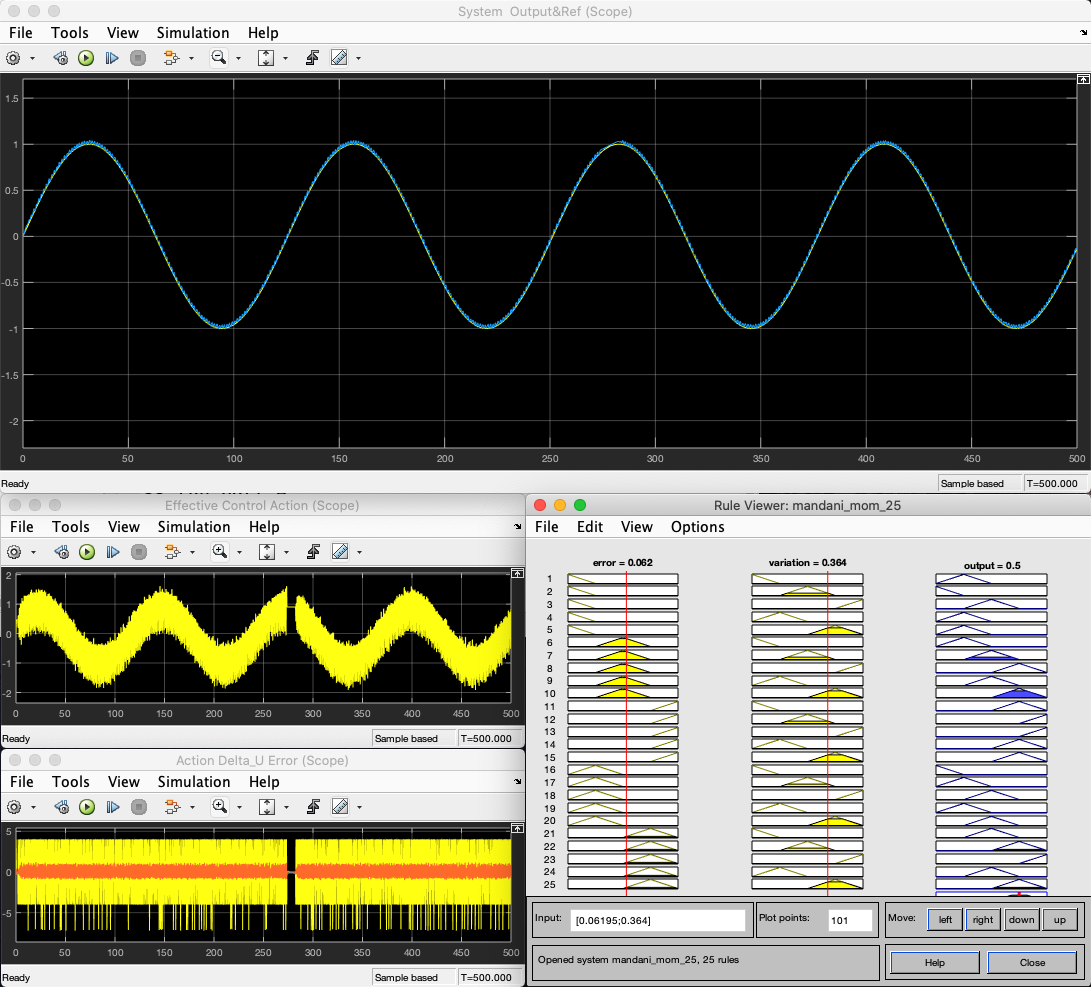 System Output&Ref (Scope)
File Tools View Simulation Help
1.5
1
0.5
0
-0.5
-1
-1.5
-2
0 50 100 150 200 250 300 350 400 450 500
Ready Sample based T=500.000
Effective Control Action (Scope)
File Tools View Simulation Help
2
1
0
-1
-2
0 50 100 150 200 250 300 350 400 450 500
Ready Sample based T=500.000
Action Delta_U Error (Scope)
File Tools View Simulation Help
5
0
-5
0 50 100 150 200 250 300 350 400 450 500
Ready Sample based T=500.000
Rule Viewer: mandani_mom_25
File Edit View Options
error = 0.062 variation = 0.364 output = 0.5
1
2
3
4
5
6
7
8
9
10
11
12
13
14
15
16
17
18
19
20
21
22
23
24
25
Input: [0.06195;0.364] Plot points: 101 Move: left right down up
Opened system mandani_mom_25, 25 rules Help Close